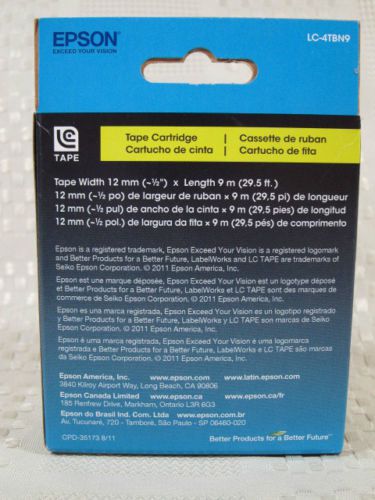 EPSON
EXCEED YOUR VISION
LC-4TBN9
LC
TAPE
Tape Cartridge
Cartucho de cinta
Cassette de ruban
Cartucho de fita
Tape Width 12 mm (~½") x Length 9 m (29.5 ft.)
12 mm (~½ po) de largeur de ruban × 9 m (29,5 pi) de longueur
12 mm (~½ pul) de ancho de la cinta × 9 m (29,5 pies) de longitud
12 mm (~½ pol.) de largura da fita × 9 m (29,5 pés) de comprimento
Epson is a registered trademark, Epson Exceed Your Vision is a registered logomark
and Better Products for a Better Future, LabelWorks and LC TAPE are trademarks of
Seiko Epson Corporation. © 2011 Epson America, Inc.
Epson est une marque déposée, Epson Exceed Your Vision est un logotype déposé
et Better Products for a Better Future, LabelWorks et LC TAPE sont des marques de
commerce de Seiko Epson Corporation. © 2011 Epson America, Inc.
Epson es una marca registrada, Epson Exceed Your Vision es un logotipo registrado
y Better Products for a Better Future, LabelWorks y LC TAPE son marcas de Seiko
Epson Corporation. © 2011 Epson America, Inc.
Epson é uma marca registrada, Epson Exceed Your Vision é uma logomarca
registrada e Better Products for a Better Future, LabelWorks e LC TAPE são marcas
da Seiko Epson Corporation. © 2011 Epson America, Inc.
Epson America, Inc. www.epson.com www.latin.epson.com
3840 Kilroy Airport Way, Long Beach, CA 90806
Epson Canada Limited www.epson.ca www.epson.ca/fr
185 Renfrew Drive, Markham, Ontario L3R 6G3
Epson do Brasil Ind. Com. Ltda www.epson.com.br
Av. Tucunaré, 720 Tamboré, São Paulo - SP 06460-020
CPD-35173 8/11
Better Products for a Better Future™